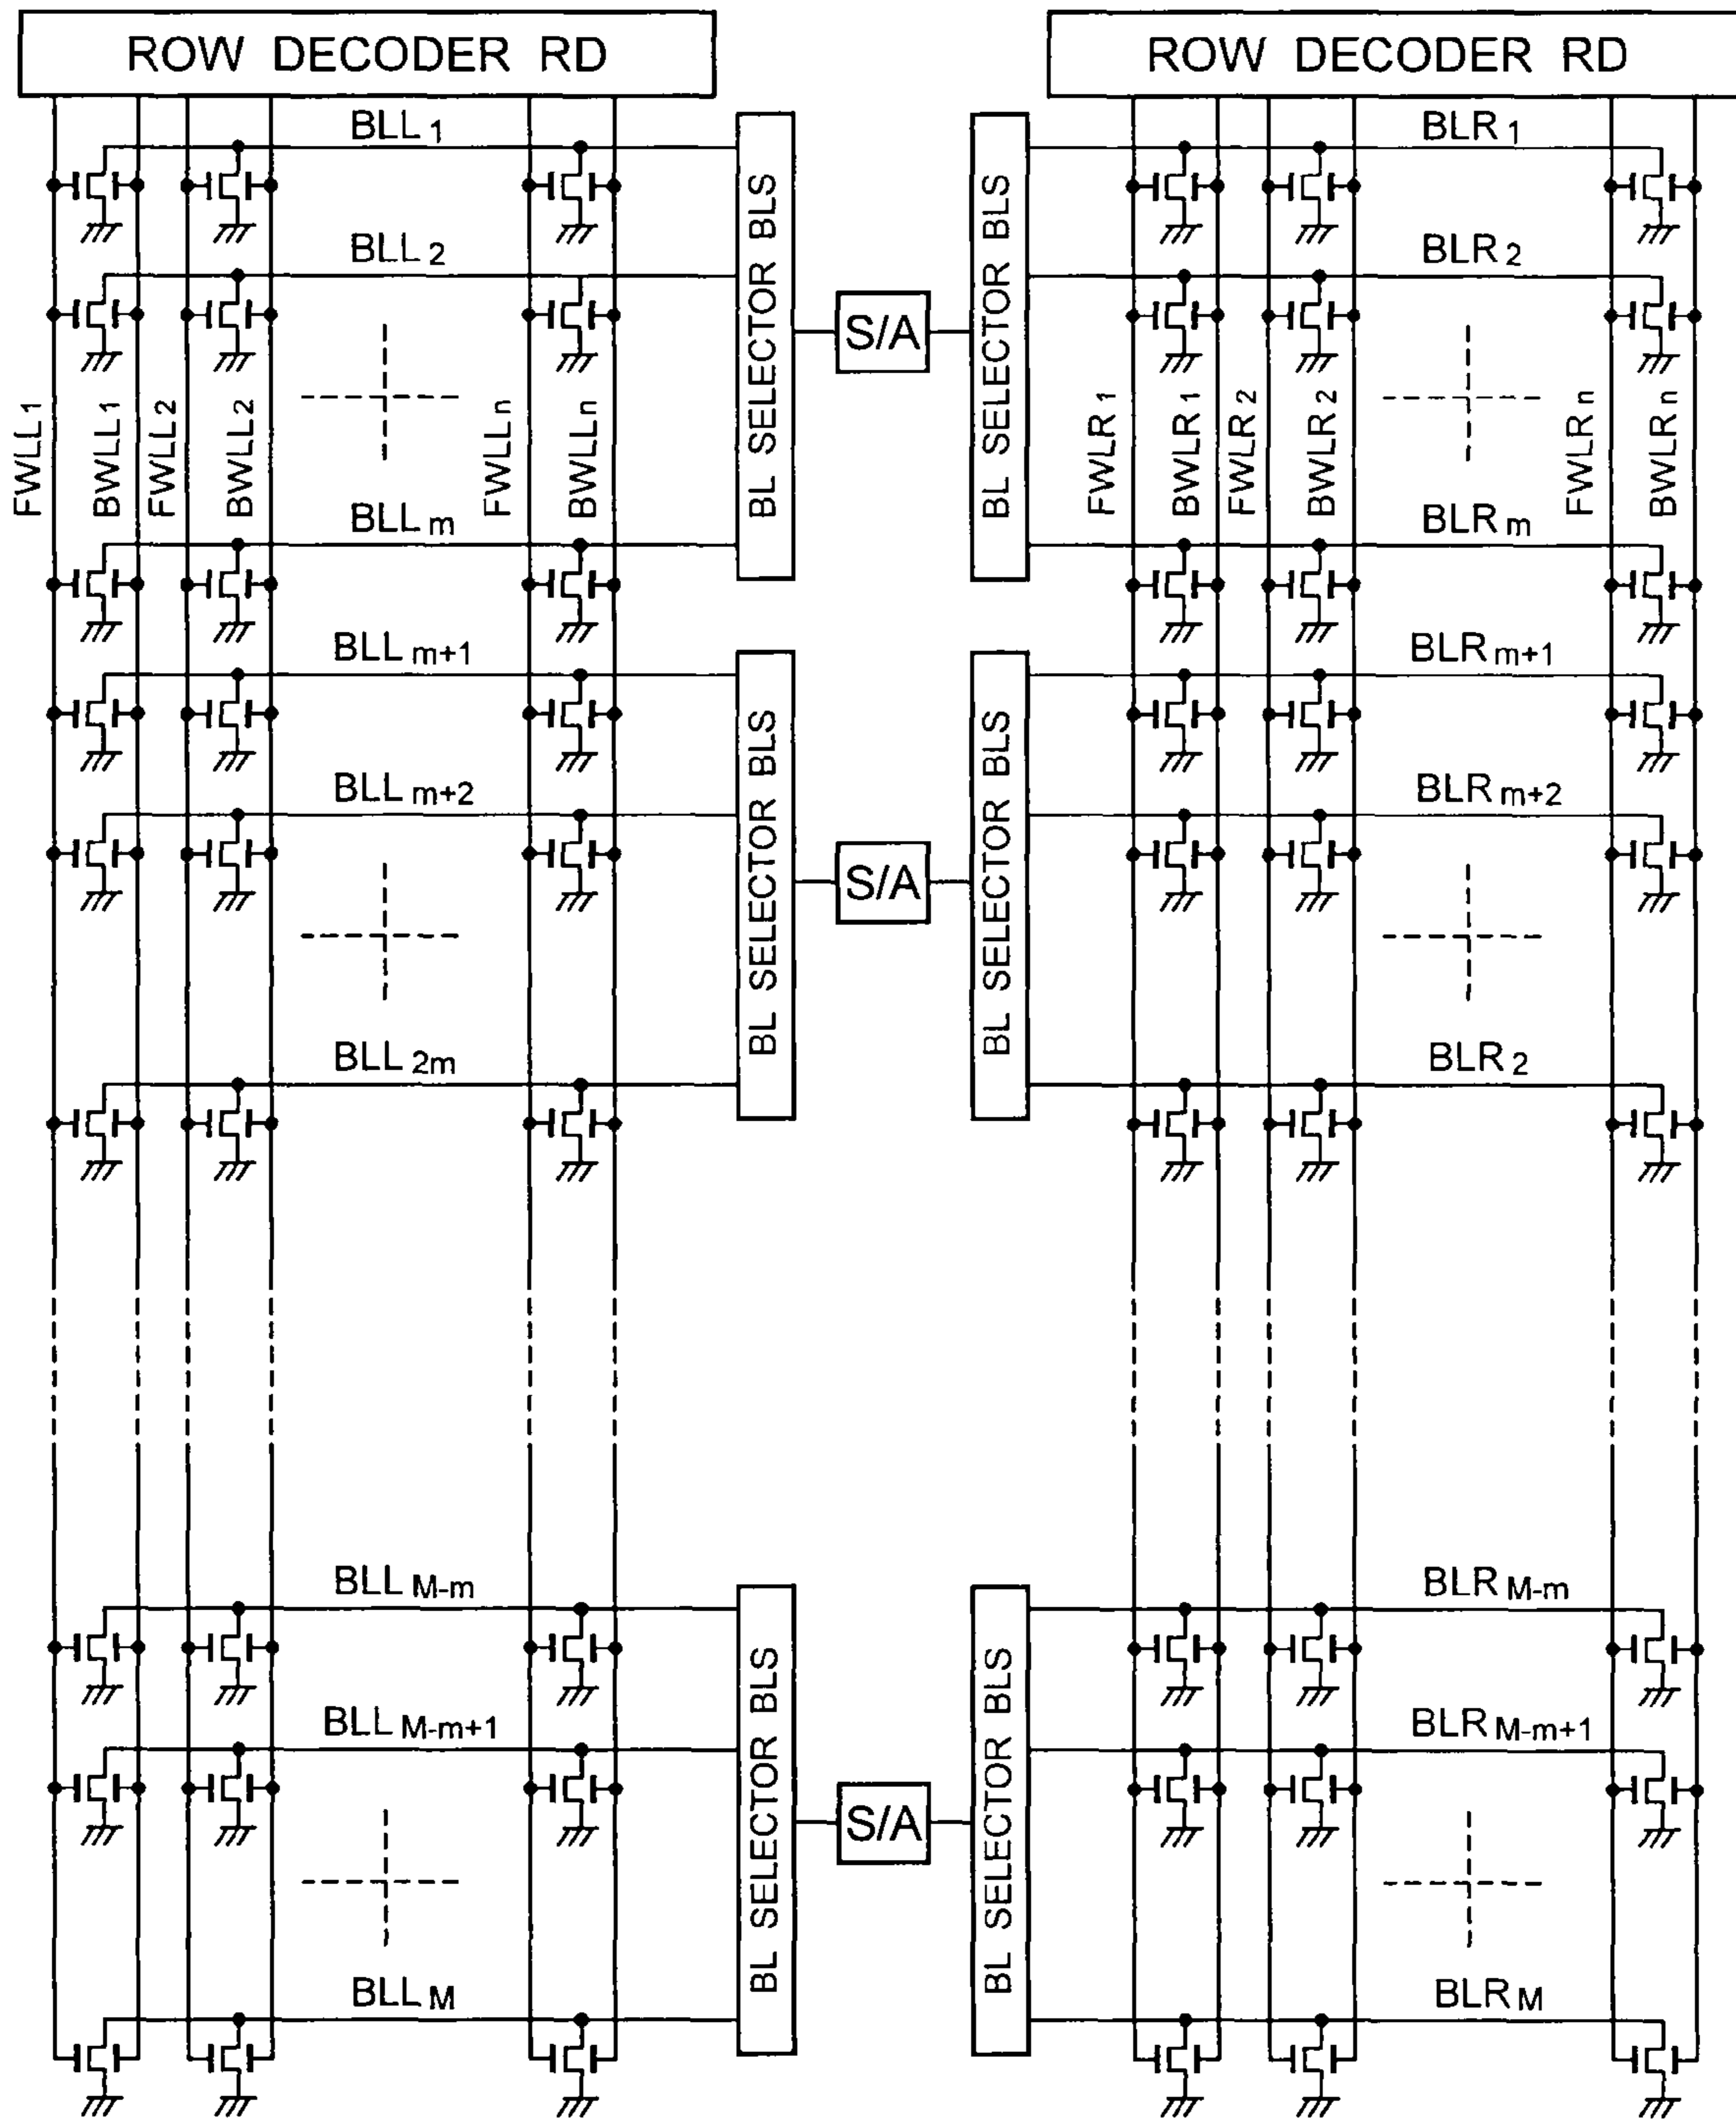 ROW DECODER RD
ROW DECODER RD
BLL1
BLR1
BLL2
BLR2
BL SELECTOR BLS
S/A
BL SELECTOR BLS
FWLL1
BWLL1
FWLL2
BWLL2
FWLLn
BWLLn
FWLR1
BWLR1
FWLR2
BWLR2
FWLRn
BWLRn
BLLm
BLRm
BLLm+1
BLRm+1
BLLm+2
BLRm+2
BL SELECTOR BLS
S/A
BL SELECTOR BLS
BLL2m
BLR2
BLLM-m
BLRM-m
BLLM-m+1
BLRM-m+1
BL SELECTOR BLS
S/A
BL SELECTOR BLS
BLLM
BLRM